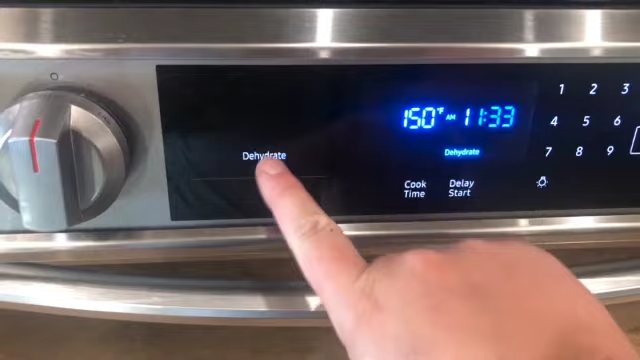 Dehydrate
150°F AM 11:33
Dehydrate
Cook Time
Delay Start
1 2 3
4 5 6
7 8 9